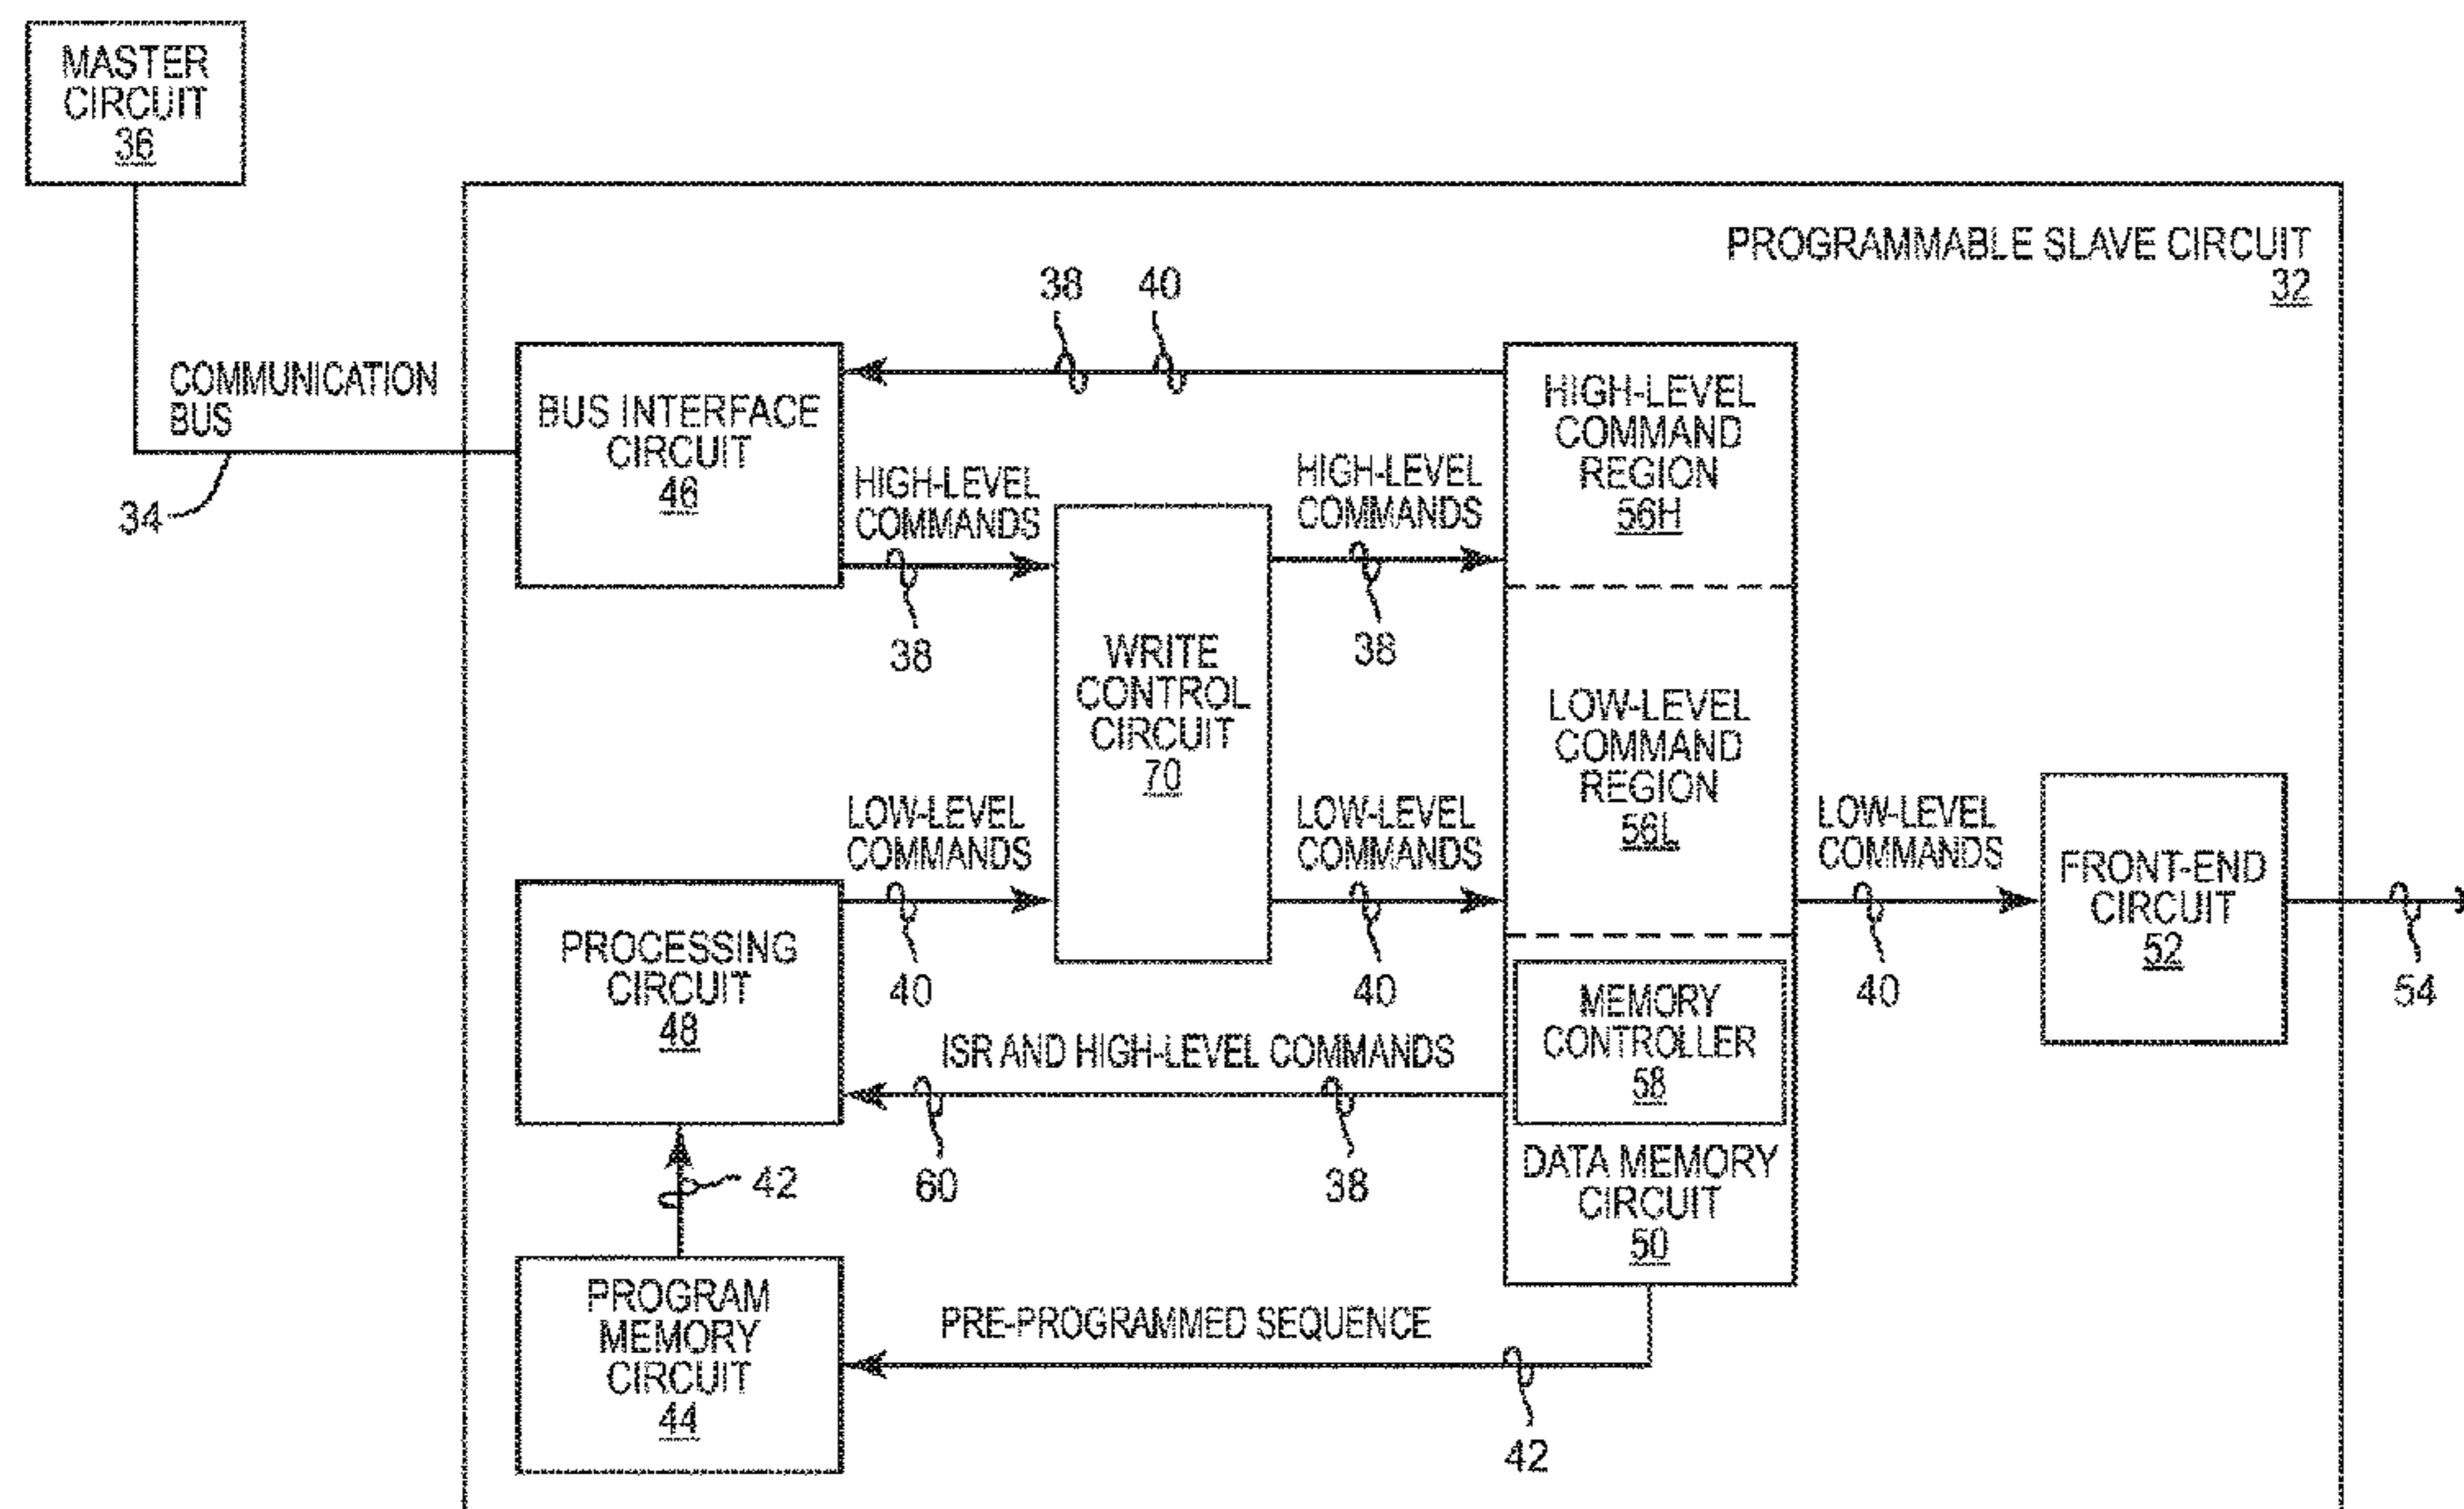 MASTER
CIRCUIT
36
PROGRAMMABLE SLAVE CIRCUIT
32
38
40
COMMUNICATION
BUS
34
BUS INTERFACE
CIRCUIT
46
HIGH-LEVEL
COMMANDS
38
HIGH-LEVEL
COMMANDS
38
HIGH-LEVEL
COMMAND
REGION
56H
WRITE
CONTROL
CIRCUIT
70
LOW-LEVEL
COMMAND
REGION
56L
LOW-LEVEL
COMMANDS
40
LOW-LEVEL
COMMANDS
40
LOW-LEVEL
COMMANDS
40
FRONT-END
CIRCUIT
52
54
PROCESSING
CIRCUIT
48
MEMORY
CONTROLLER
58
ISR AND HIGH-LEVEL COMMANDS
60
38
DATA MEMORY
CIRCUIT
50
42
PROGRAM
MEMORY
CIRCUIT
44
PRE-PROGRAMMED SEQUENCE
42